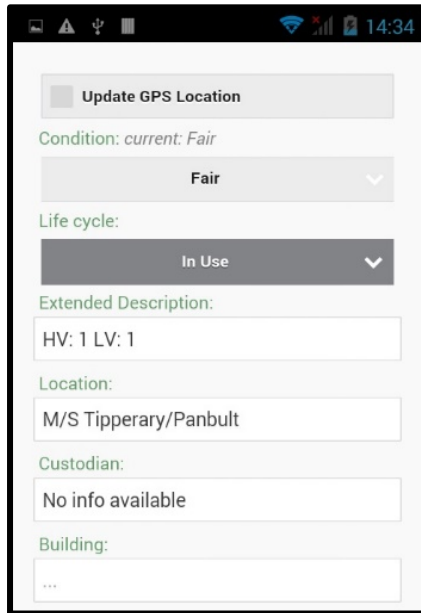 14:34
Update GPS Location
Condition: current: Fair
Fair
Life cycle:
In Use
Extended Description:
HV: 1 LV: 1
Location:
M/S Tipperary/Panbult
Custodian:
No info available
Building:
...